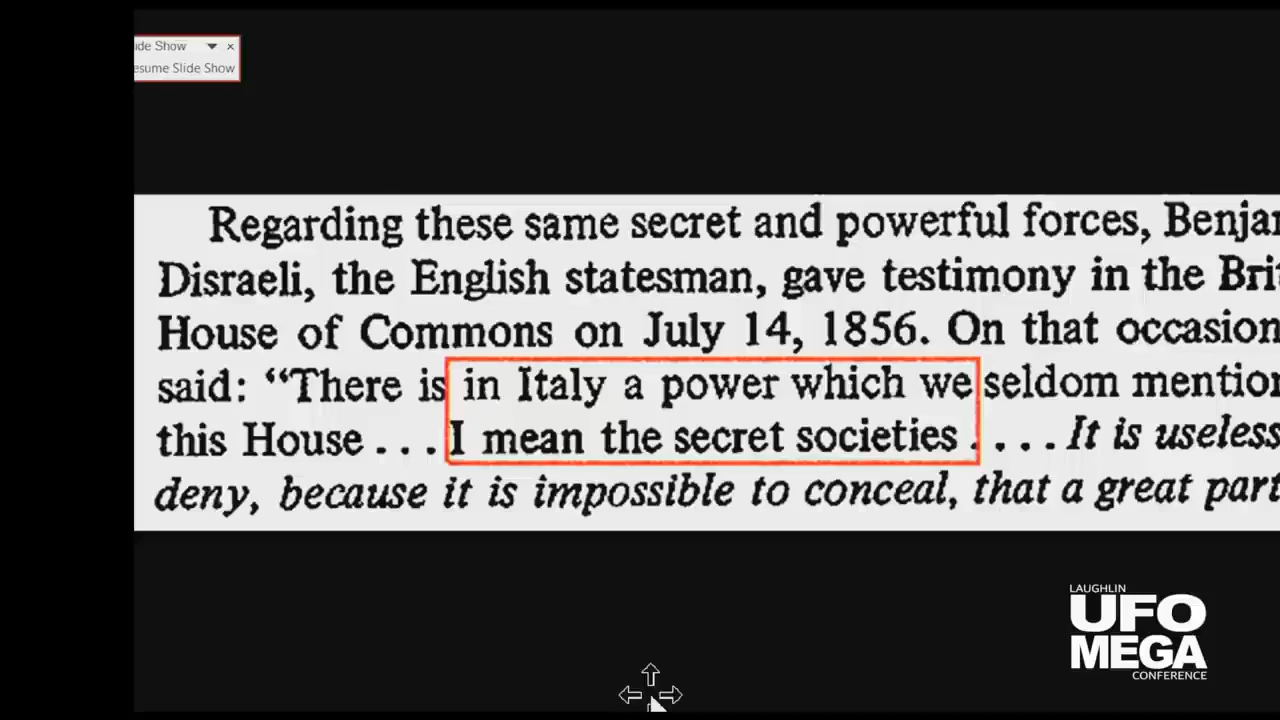 ide Show
esume Slide Show
Regarding these same secret and powerful forces, Benja
Disraeli, the English statesman, gave testimony in the Brit
House of Commons on July 14, 1856. On that occasion
said: “There is in Italy a power which we seldom mention
this House . . . I mean the secret societies . . . . It is useless
deny, because it is impossible to conceal, that a great part
LAUGHLIN
UFO
MEGA
CONFERENCE